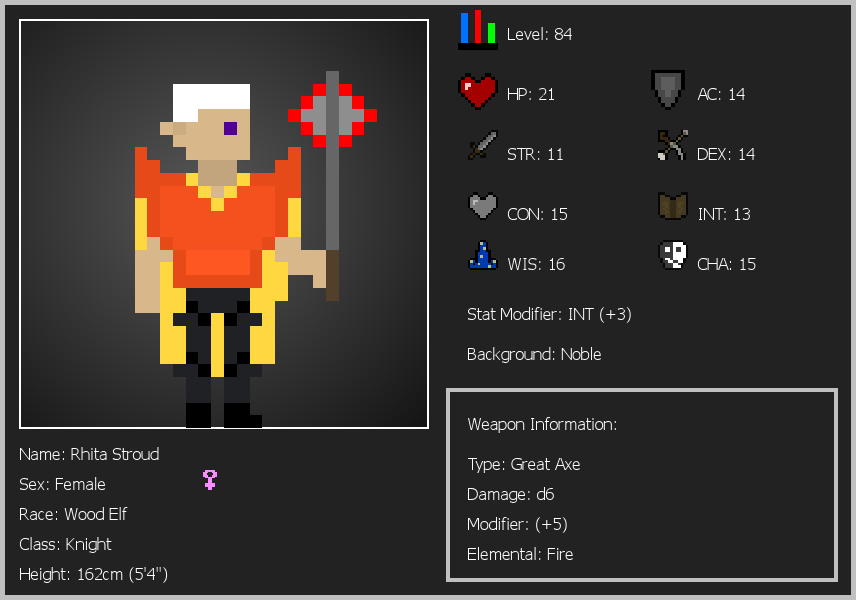 Level: 84
HP: 21
AC: 14
STR: 11
DEX: 14
CON: 15
INT: 13
WIS: 16
CHA: 15
Stat Modifier: INT (+3)
Background: Noble
Weapon Information:
Type: Great Axe
Damage: d6
Modifier: (+5)
Elemental: Fire
Name: Rhita Stroud
Sex: Female
Race: Wood Elf
Class: Knight
Height: 162cm (5'4")